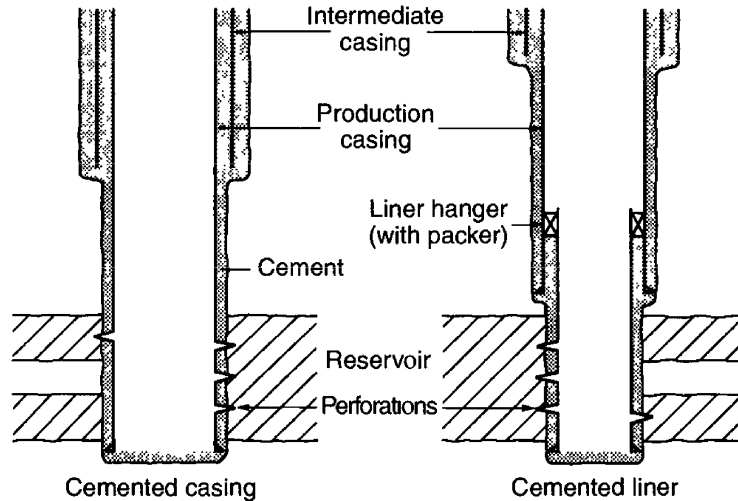 Intermediate
casing
Production
casing
Liner hanger
(with packer)
Cement
Reservoir
Perforations
Cemented casing
Cemented liner